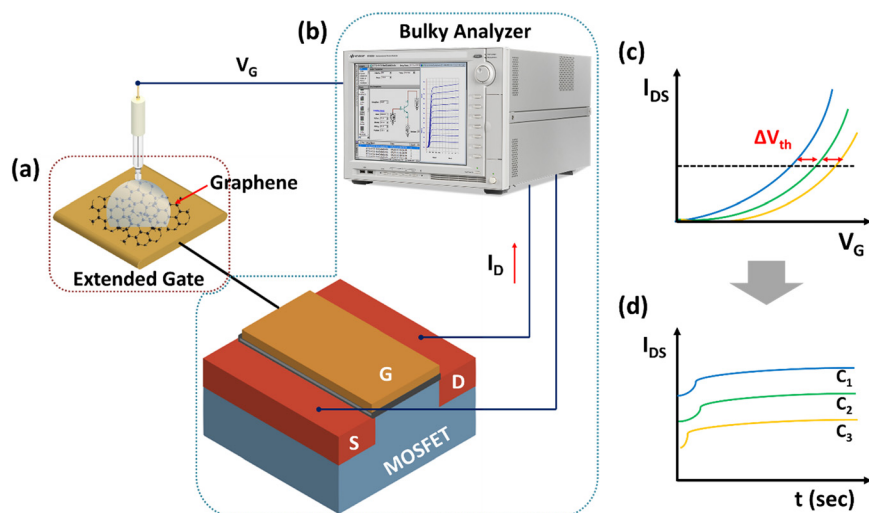 (a)
(b)
Bulky Analyzer
V_G
Graphene
Extended Gate
I_D
G
D
S
MOSFET
(c)
I_DS
ΔV_th
V_G
(d)
I_DS
C_1
C_2
C_3
t (sec)